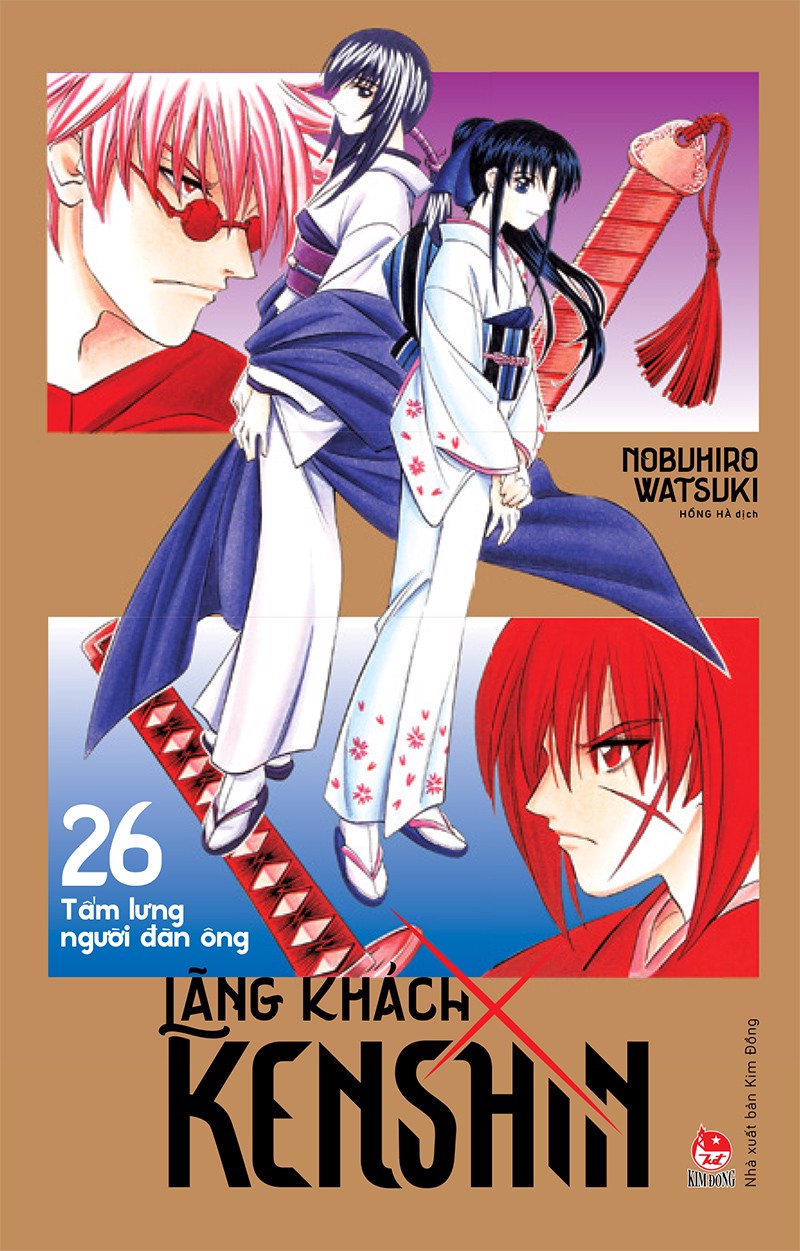 NOBUHIRO
WATSUKI
HỒNG HÀ dịch
26
Tấm lưng
người đàn ông
LÃNG KHÁCH
KENSHIN
KIM ĐỒNG
Nhà xuất bản Kim Đồng